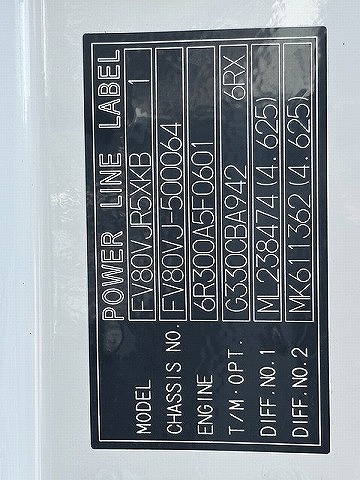 POWER LINE LABEL
MODEL FV80VJR5XKB 1
CHASSIS NO. FV80VJ-500064
ENGINE 6R300A5F0601
T/M·OPT. G330CBA942 6RX
DIFF.NO.1 ML238474(4.625)
DIFF.NO.2 MK611362(4.625)